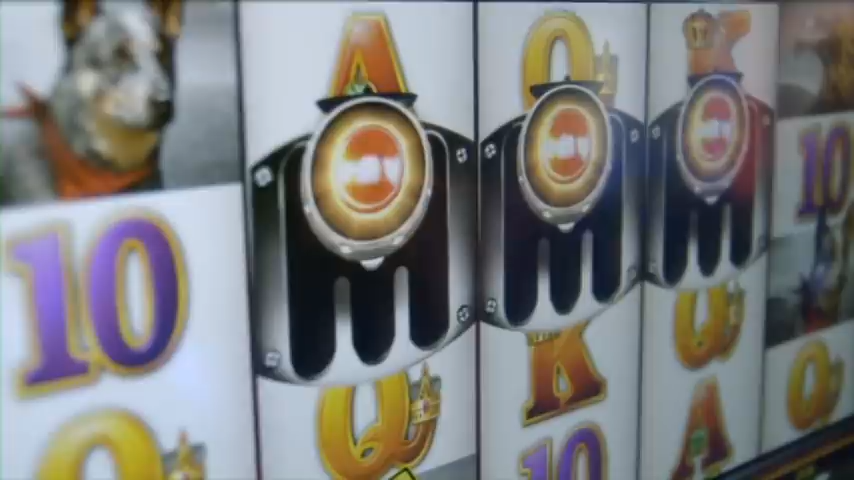 A Q K
10
10
Q K Q
Q A Q
10